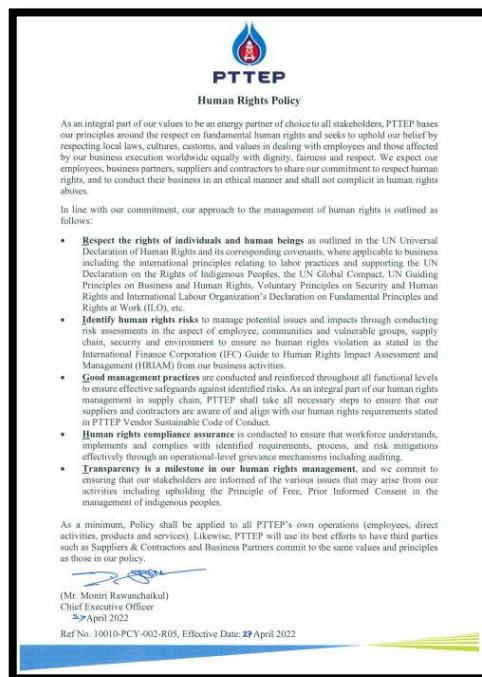 PTTEP
Human Rights Policy
As an integral part of our values to be an energy partner of choice to all stakeholders, PTTEP bases
our principles around the respect on fundamental human rights and seeks to uphold our belief by
respecting local laws, cultures, customs, and values in dealing with employees and those affected
by our business execution worldwide equally with dignity, fairness and respect. We expect our
employees, business partners, suppliers and contractors to share our commitment to respect human
rights, and to conduct their business in an ethical manner and shall not complicit in human rights
abuses.
In line with our commitment, our approach to the management of human rights is outlined as
follows:
• Respect the rights of individuals and human beings as outlined in the UN Universal
Declaration of Human Rights and its corresponding covenants, where applicable to business
including the international principles relating to labor practices and supporting the UN
Declaration on the Rights of Indigenous Peoples, the UN Global Compact, UN Guiding
Principles on Business and Human Rights, Voluntary Principles on Security and Human
Rights and International Labour Organization's Declaration on Fundamental Principles and
Rights at Work (ILO), etc.
• Identify human rights risks to manage potential issues and impacts through conducting
risk assessments in the aspect of employee, communities and vulnerable groups, supply
chain, security and environment to ensure no human rights violation as stated in the
International Finance Corporation (IFC) Guide to Human Rights Impact Assessment and
Management (HRIAM) from our business activities.
• Good management practices are conducted and reinforced throughout all functional levels
to ensure effective safeguards against identified risks. As an integral part of our human rights
management in supply chain, PTTEP shall take all necessary steps to ensure that our
suppliers and contractors are aware of and align with our human rights requirements stated
in PTTEP Vendor Sustainable Code of Conduct.
• Human rights compliance assurance is conducted to ensure that workforce understands,
implements and complies with identified requirements, process, and risk mitigations
effectively through an operational-level grievance mechanisms including auditing.
• Transparency is a milestone in our human rights management, and we commit to
ensuring that our stakeholders are informed of the various issues that may arise from our
activities including upholding the Principle of Free, Prior Informed Consent in the
management of indigenous peoples.
As a minimum, Policy shall be applied to all PTTEP's own operations (employees, direct
activities, products and services). Likewise, PTTEP will use its best efforts to have third parties
such as Suppliers & Contractors and Business Partners commit to the same values and principles
as those in our policy.
(Mr. Montri Rawanchaikul)
Chief Executive Officer
27 April 2022
Ref No. 10010-PCY-002-R05, Effective Date: 27 April 2022